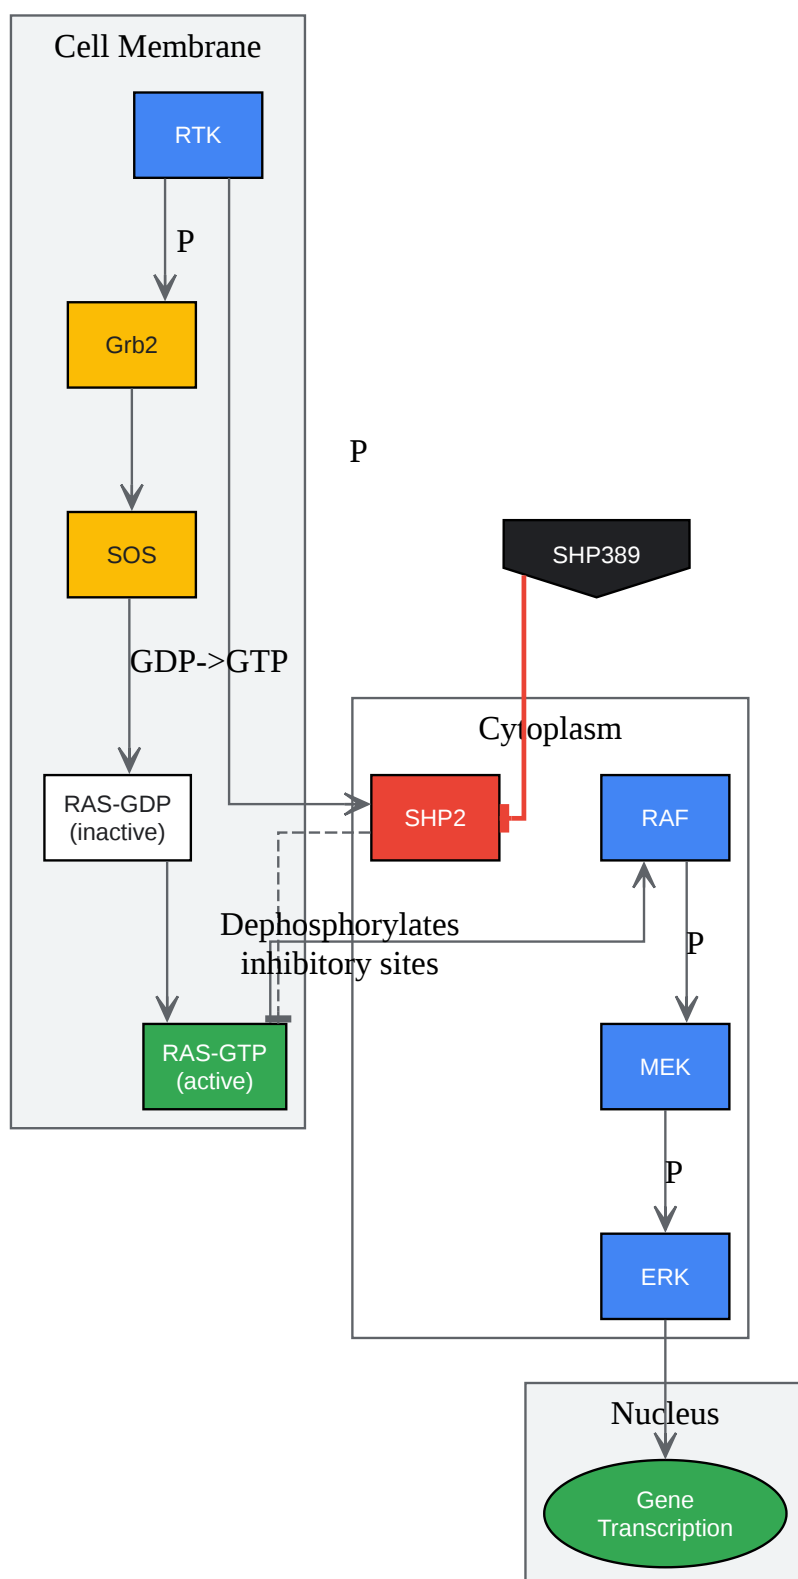 Cell Membrane
RTK
P
Grb2
P
SOS
SHP389
GDP->GTP
Cytoplasm
RAS-GDP
(inactive)
SHP2
RAF
Dephosphorylates
inhibitory sites
P
RAS-GTP
(active)
MEK
P
ERK
Nucleus
Gene
Transcription